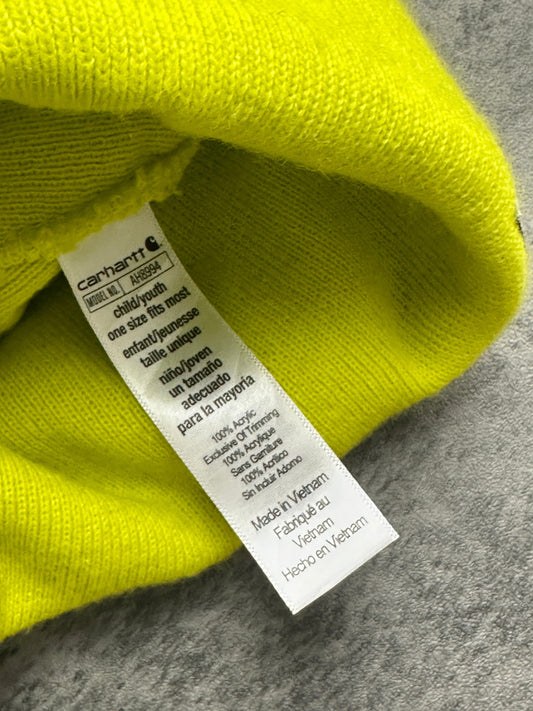 carhartt
MODEL NO. AH8994
child/youth
one size fits most
enfant/jeunesse
taille unique
niño/joven
un tamaño
adecuado
para la mayoría
100% Acrylic
Exclusive Of Trimming
100% Acrylique
Sans Garniture
100% Acrílico
Sin Incluir Adorno
Made in Vietnam
Fabriqué au
Vietnam
Hecho en Vietnam